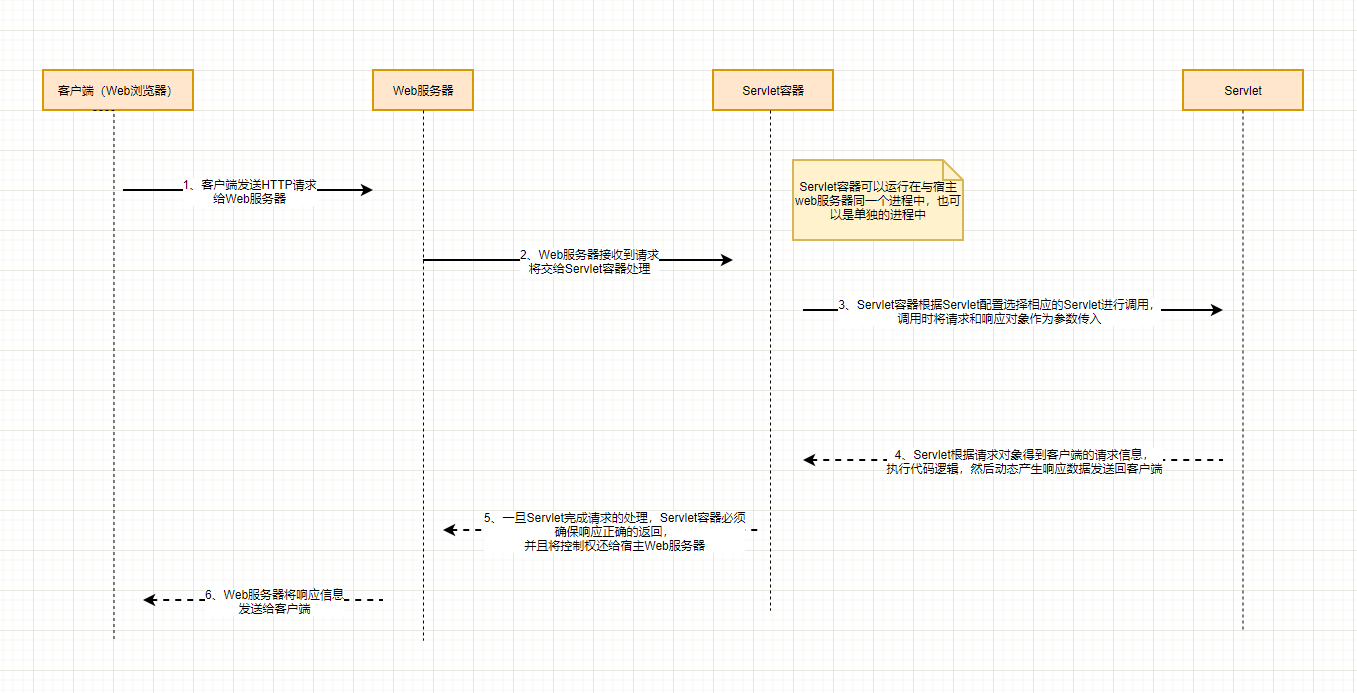 客户端（Web浏览器）
Web服务器
Servlet容器
Servlet
1、客户端发送HTTP请求
给Web服务器
Servlet容器可以运行在与宿主
web服务器同一个进程中，也可
以是单独的进程中
2、Web服务器接收到请求
将交给Servlet容器处理
3、Servlet容器根据Servlet配置选择相应的Servlet进行调用，
调用时将请求和响应对象作为参数传入
4、Servlet根据请求对象得到客户端的请求信息，
执行代码逻辑，然后动态产生响应数据发送回客户端
5、一旦Servlet完成请求的处理，Servlet容器必须
确保响应正确的返回，
并且将控制权还给宿主Web服务器
6、Web服务器将响应信息
发送给客户端